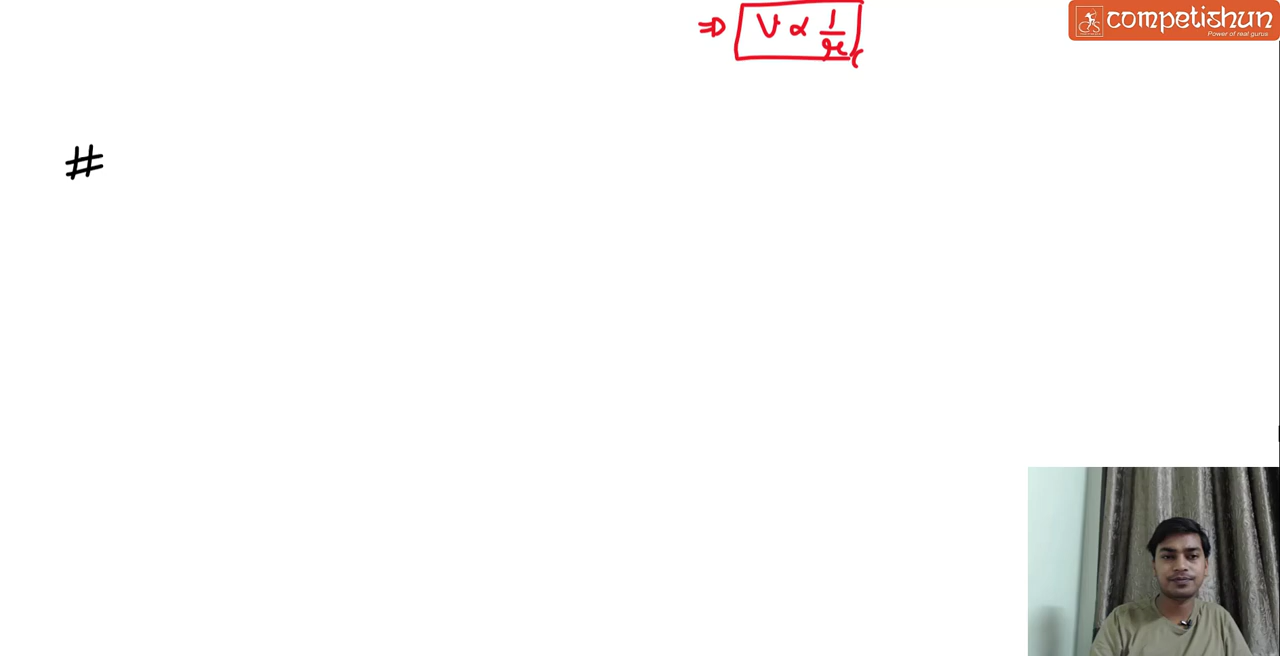 ⇒ V ∝ 1/r
competishun
Power of real gurus
#